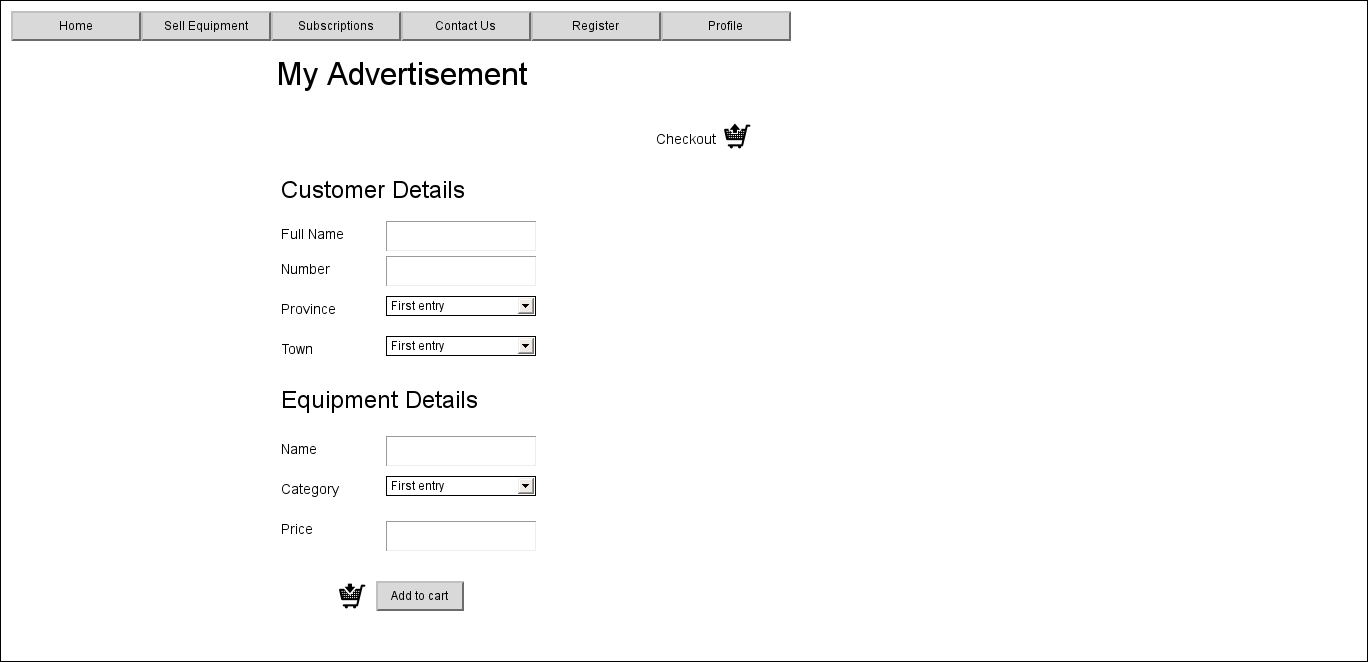 Home Sell Equipment Subscriptions Contact Us Register Profile
My Advertisement
Checkout
Customer Details
Full Name
Number
Province First entry
Town First entry
Equipment Details
Name
Category First entry
Price
Add to cart